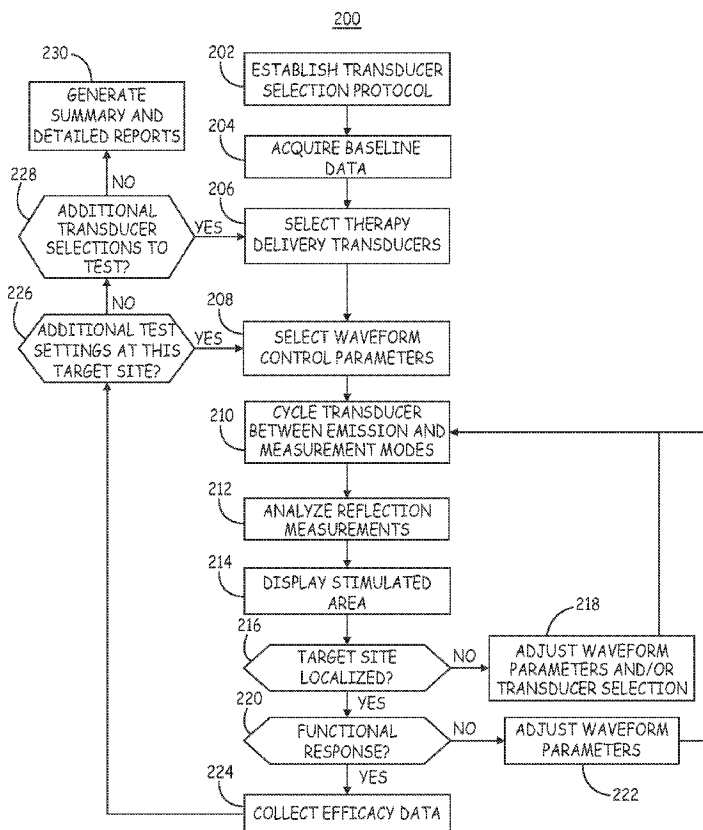 200
202
ESTABLISH TRANSDUCER
SELECTION PROTOCOL
204
ACQUIRE BASELINE
DATA
206
SELECT THERAPY
DELIVERY TRANSDUCERS
208
SELECT WAVEFORM
CONTROL PARAMETERS
210
CYCLE TRANSDUCER
BETWEEN EMISSION AND
MEASUREMENT MODES
212
ANALYZE REFLECTION
MEASUREMENTS
214
DISPLAY STIMULATED
AREA
216
TARGET SITE
LOCALIZED?
NO
218
ADJUST WAVEFORM
PARAMETERS AND/OR
TRANSDUCER SELECTION
YES
220
FUNCTIONAL
RESPONSE?
NO
ADJUST WAVEFORM
PARAMETERS
222
YES
224
COLLECT EFFICACY DATA
226
ADDITIONAL TEST
SETTINGS AT THIS
TARGET SITE?
YES
NO
228
ADDITIONAL
TRANSDUCER
SELECTIONS TO
TEST?
YES
NO
230
GENERATE
SUMMARY AND
DETAILED REPORTS